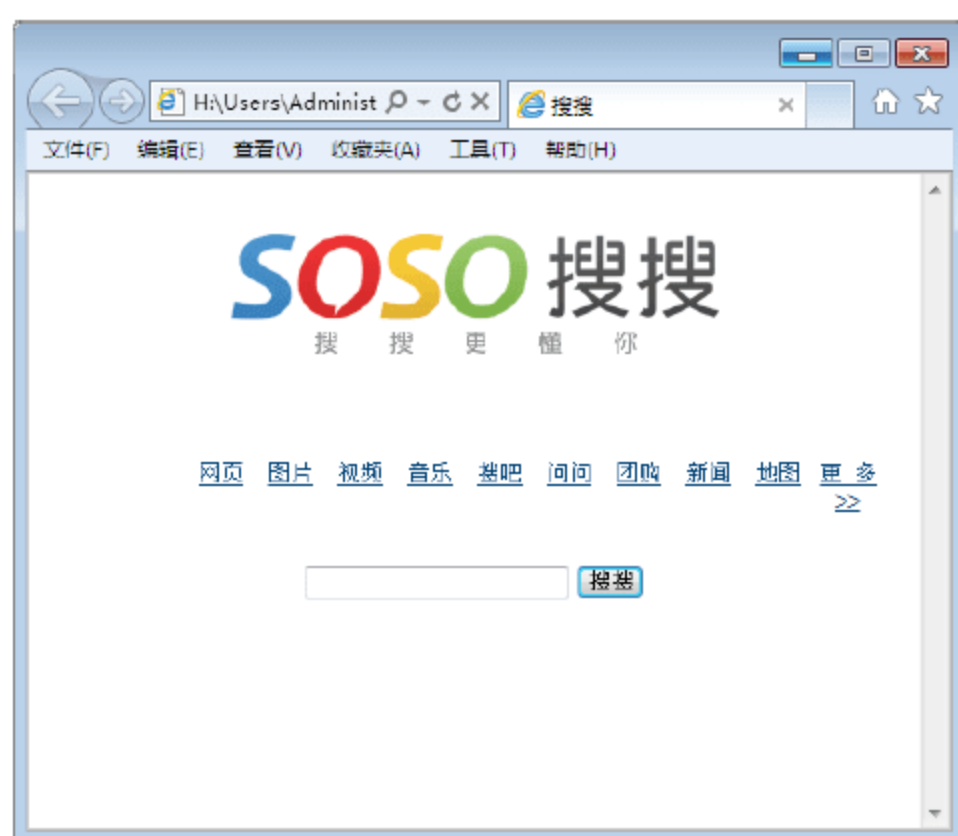 H:\Users\Administ
搜搜
文件(F) 编辑(E) 查看(V) 收藏夹(A) 工具(T) 帮助(H)
SOSO 搜搜
搜搜更懂你
网页 图片 视频 音乐 搜吧 问问 团购 新闻 地图 更多
>>
搜搜